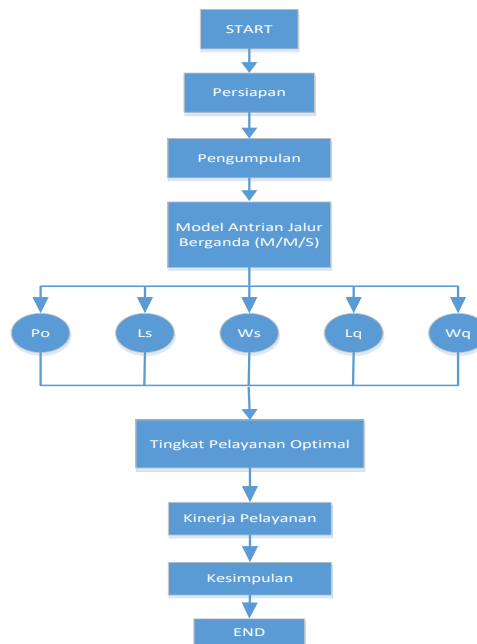 START
Persiapan
Pengumpulan
Model Antrian Jalur
Berganda (M/M/S)
Po
Ls
Ws
Lq
Wq
Tingkat Pelayanan Optimal
Kinerja Pelayanan
Kesimpulan
END